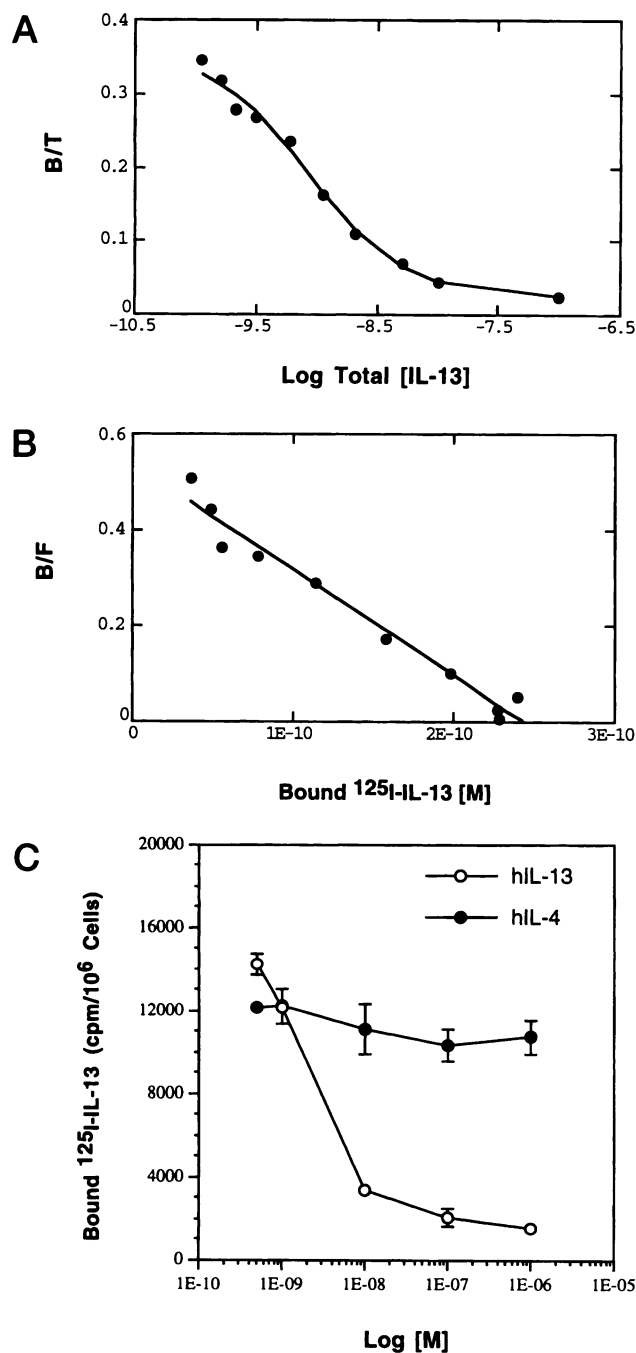 A
B/T
0.4
0.3
0.2
0.1
0
-10.5 -9.5 -8.5 -7.5 -6.5
Log Total [IL-13]
B
B/F
0.6
0.4
0.2
0
0 1E-10 2E-10 3E-10
Bound 125I-IL-13 [M]
C
Bound 125I-IL-13 (cpm/10^6 Cells)
20000
16000
12000
8000
4000
0
hIL-13
hIL-4
1E-10 1E-09 1E-08 1E-07 1E-06 1E-05
Log [M]